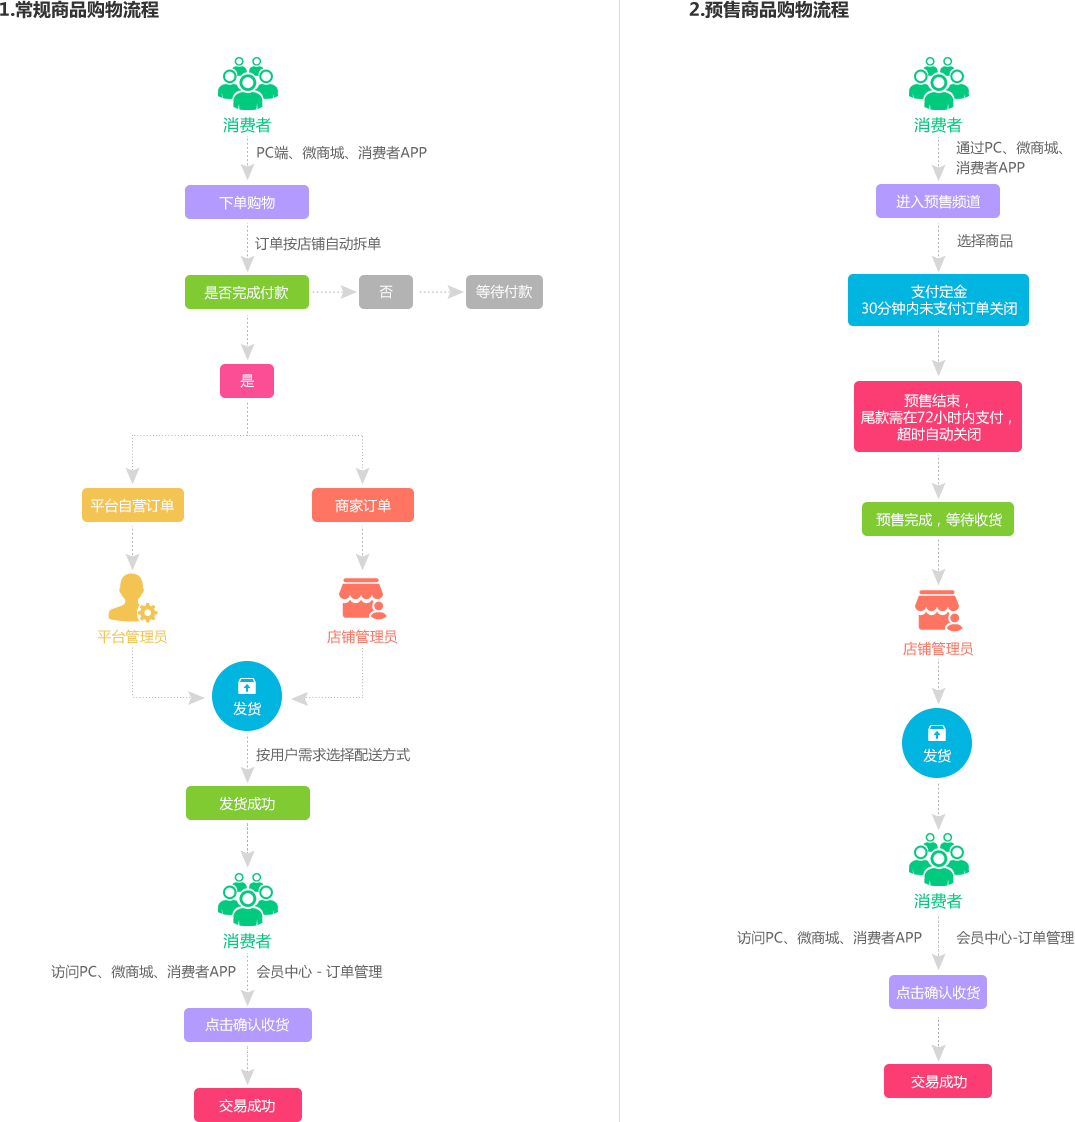 1.常规商品购物流程
消费者
PC端、微商城、消费者APP
下单购物
订单按店铺自动拆单
是否完成付款
否
等待付款
是
平台自营订单
商家订单
平台管理员
店铺管理员
发货
按用户需求选择配送方式
发货成功
消费者
访问PC、微商城、消费者APP
会员中心 - 订单管理
点击确认收货
交易成功
2.预售商品购物流程
消费者
通过PC、微商城、
消费者APP
进入预售频道
选择商品
支付定金
30分钟内未支付订单关闭
预售结束，
尾款需在72小时内支付，
超时自动关闭
预售完成，等待收货
店铺管理员
发货
消费者
访问PC、微商城、消费者APP
会员中心-订单管理
点击确认收货
交易成功